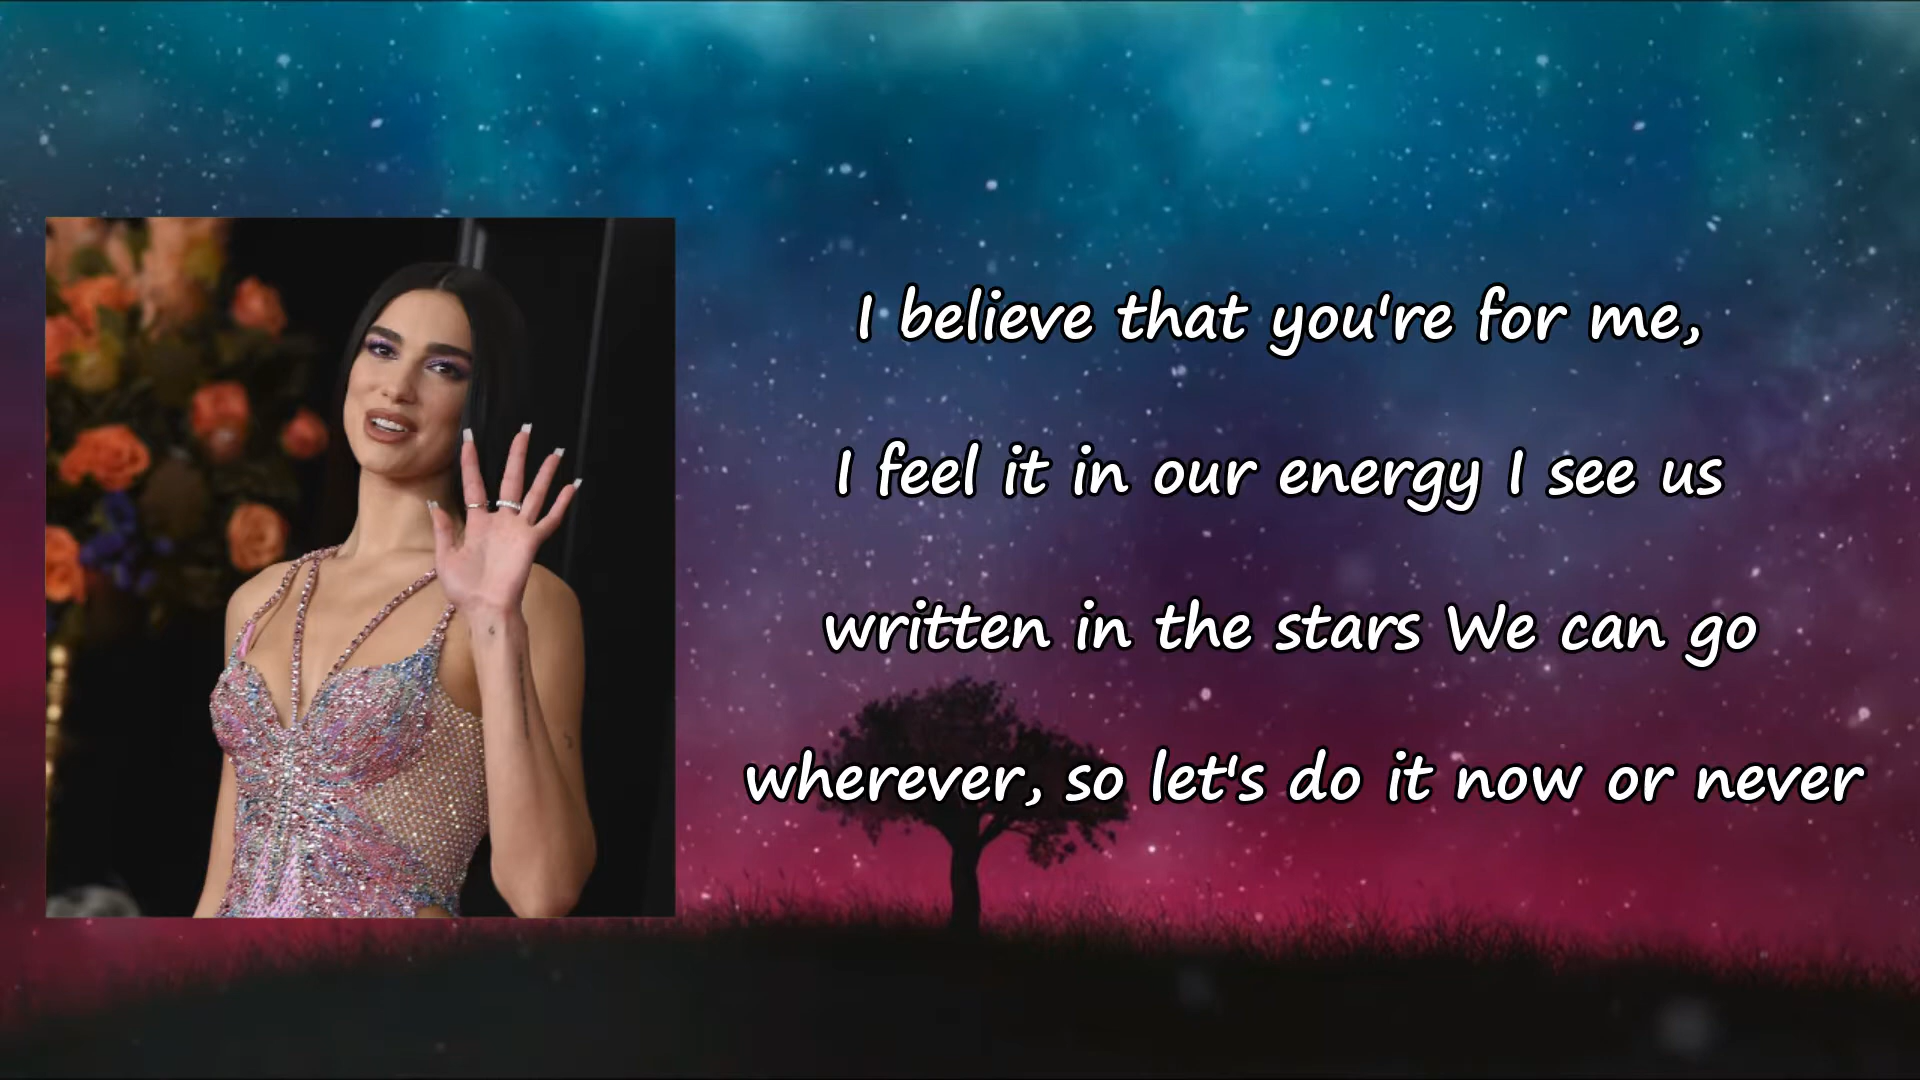 I believe that you're for me,
I feel it in our energy I see us
written in the stars We can go
wherever, so let's do it now or never